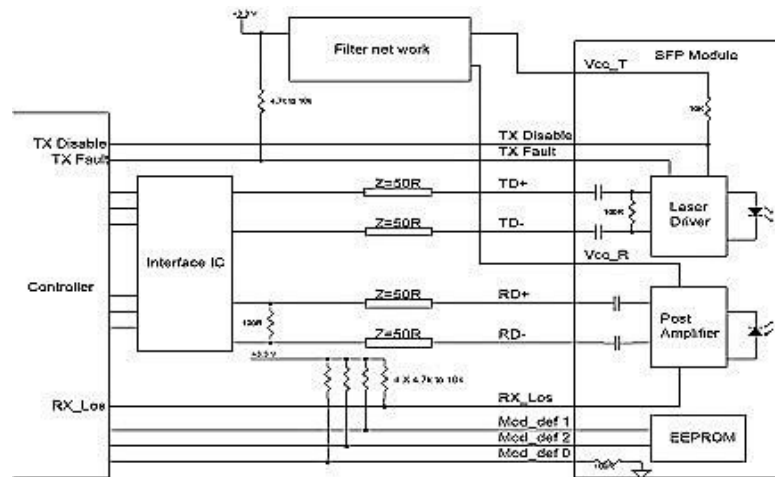 +3.3 V
Filter net work
SFP Module
Vcc_T
4.7k to 10k
10K
TX Disable
TX Disable
TX Fault
TX Fault
Z=50R
TD+
100R
Laser
Driver
Z=50R
TD-
Interface IC
Vcc_R
Controller
Z=50R
RD+
Post
Amplifier
Z=50R
RD-
+3.3 V
4 X 4.7k to 10k
RX_Los
RX_Los
Mod_def 1
Mod_def 2
EEPROM
Mod_def 0